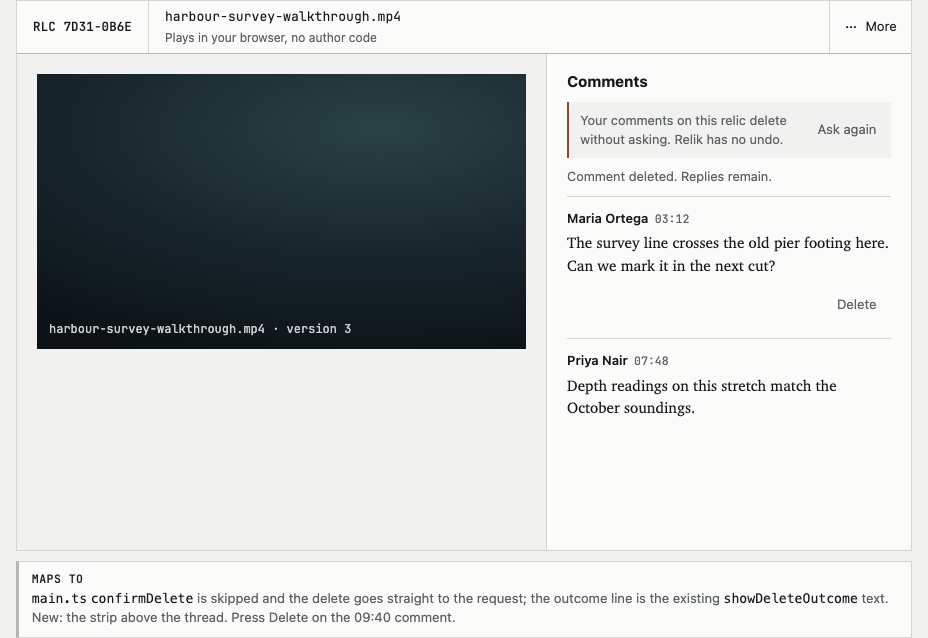 RLC 7D31-0B6E
harbour-survey-walkthrough.mp4
Plays in your browser, no author code
··· More
harbour-survey-walkthrough.mp4 · version 3
Comments
Your comments on this relic delete
without asking. Relik has no undo.
Ask again
Comment deleted. Replies remain.
Maria Ortega 03:12
The survey line crosses the old pier footing here.
Can we mark it in the next cut?
Delete
Priya Nair 07:48
Depth readings on this stretch match the
October soundings.
MAPS TO
main.ts confirmDelete is skipped and the delete goes straight to the request; the outcome line is the existing showDeleteOutcome text.
New: the strip above the thread. Press Delete on the 09:40 comment.